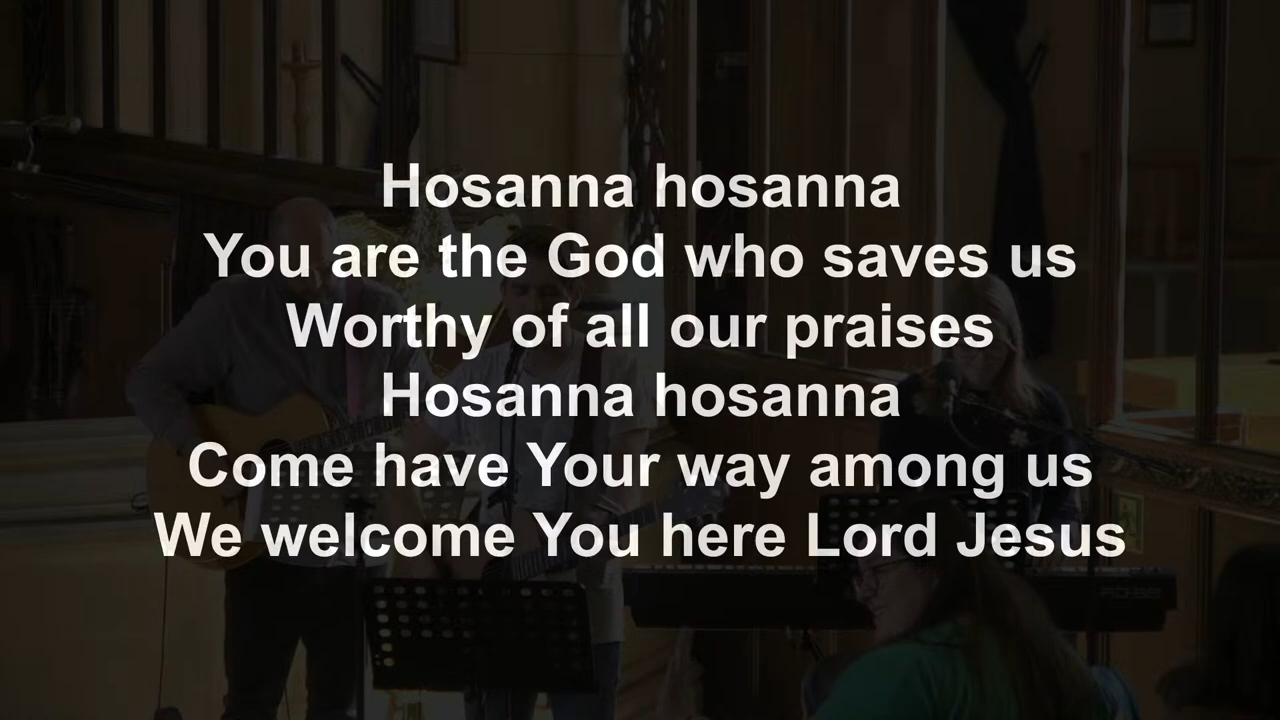 Hosanna hosanna
You are the God who saves us
Worthy of all our praises
Hosanna hosanna
Come have Your way among us
We welcome You here Lord Jesus